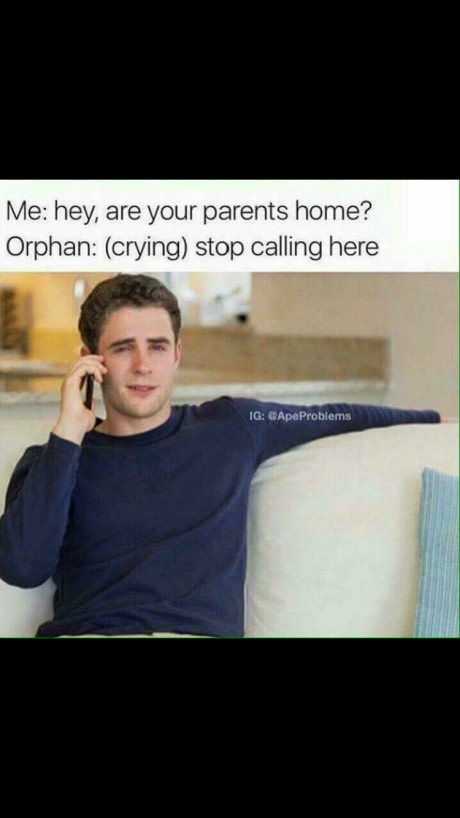 Me: hey, are your parents home?
Orphan: (crying) stop calling here
IG: @ApeProblems